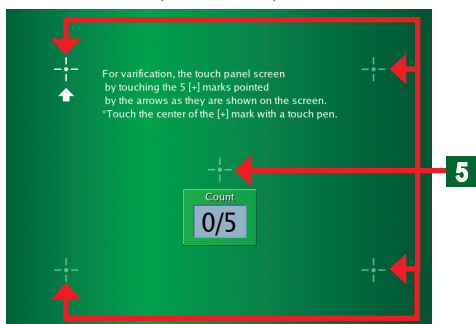 For varification, the touch panel screen
by touching the 5 [+] marks pointed
by the arrows as they are shown on the screen.
*Touch the center of the [+] mark with a touch pen.
5
Count
0/5